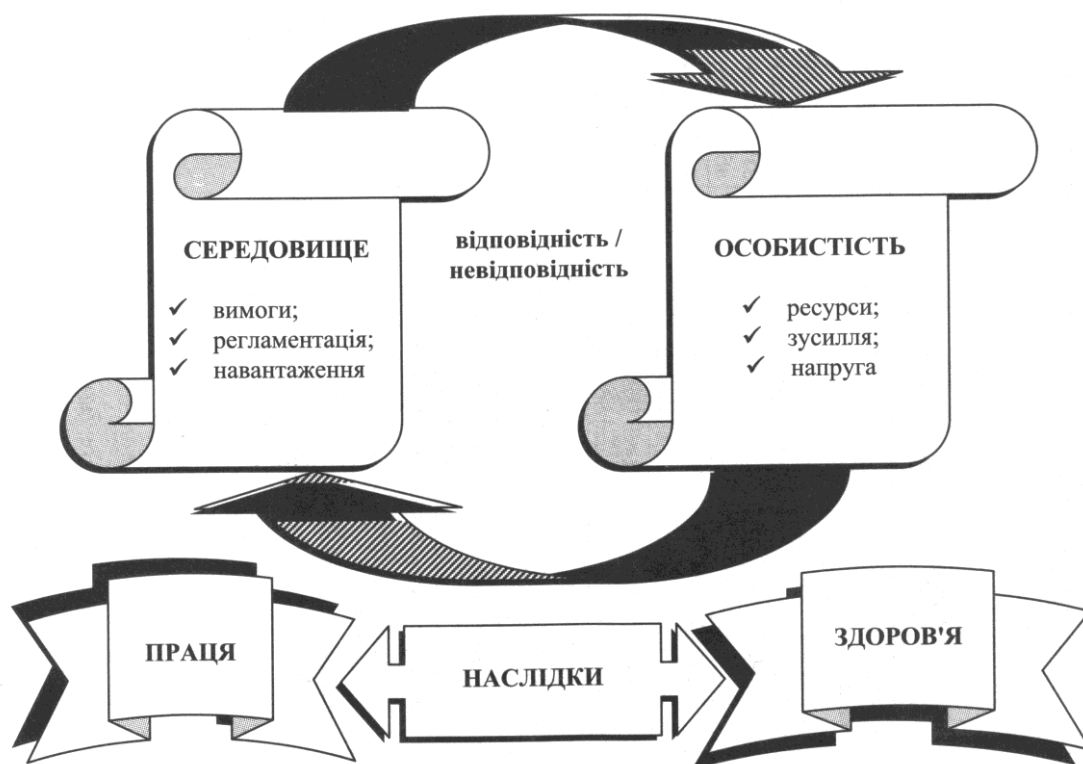 СЕРЕДОВИЩЕ
✓ вимоги;
✓ регламентація;
✓ навантаження
відповідність /
невідповідність
ОСОБИСТІСТЬ
✓ ресурси;
✓ зусилля;
✓ напруга
ПРАЦЯ
НАСЛІДКИ
ЗДОРОВ'Я